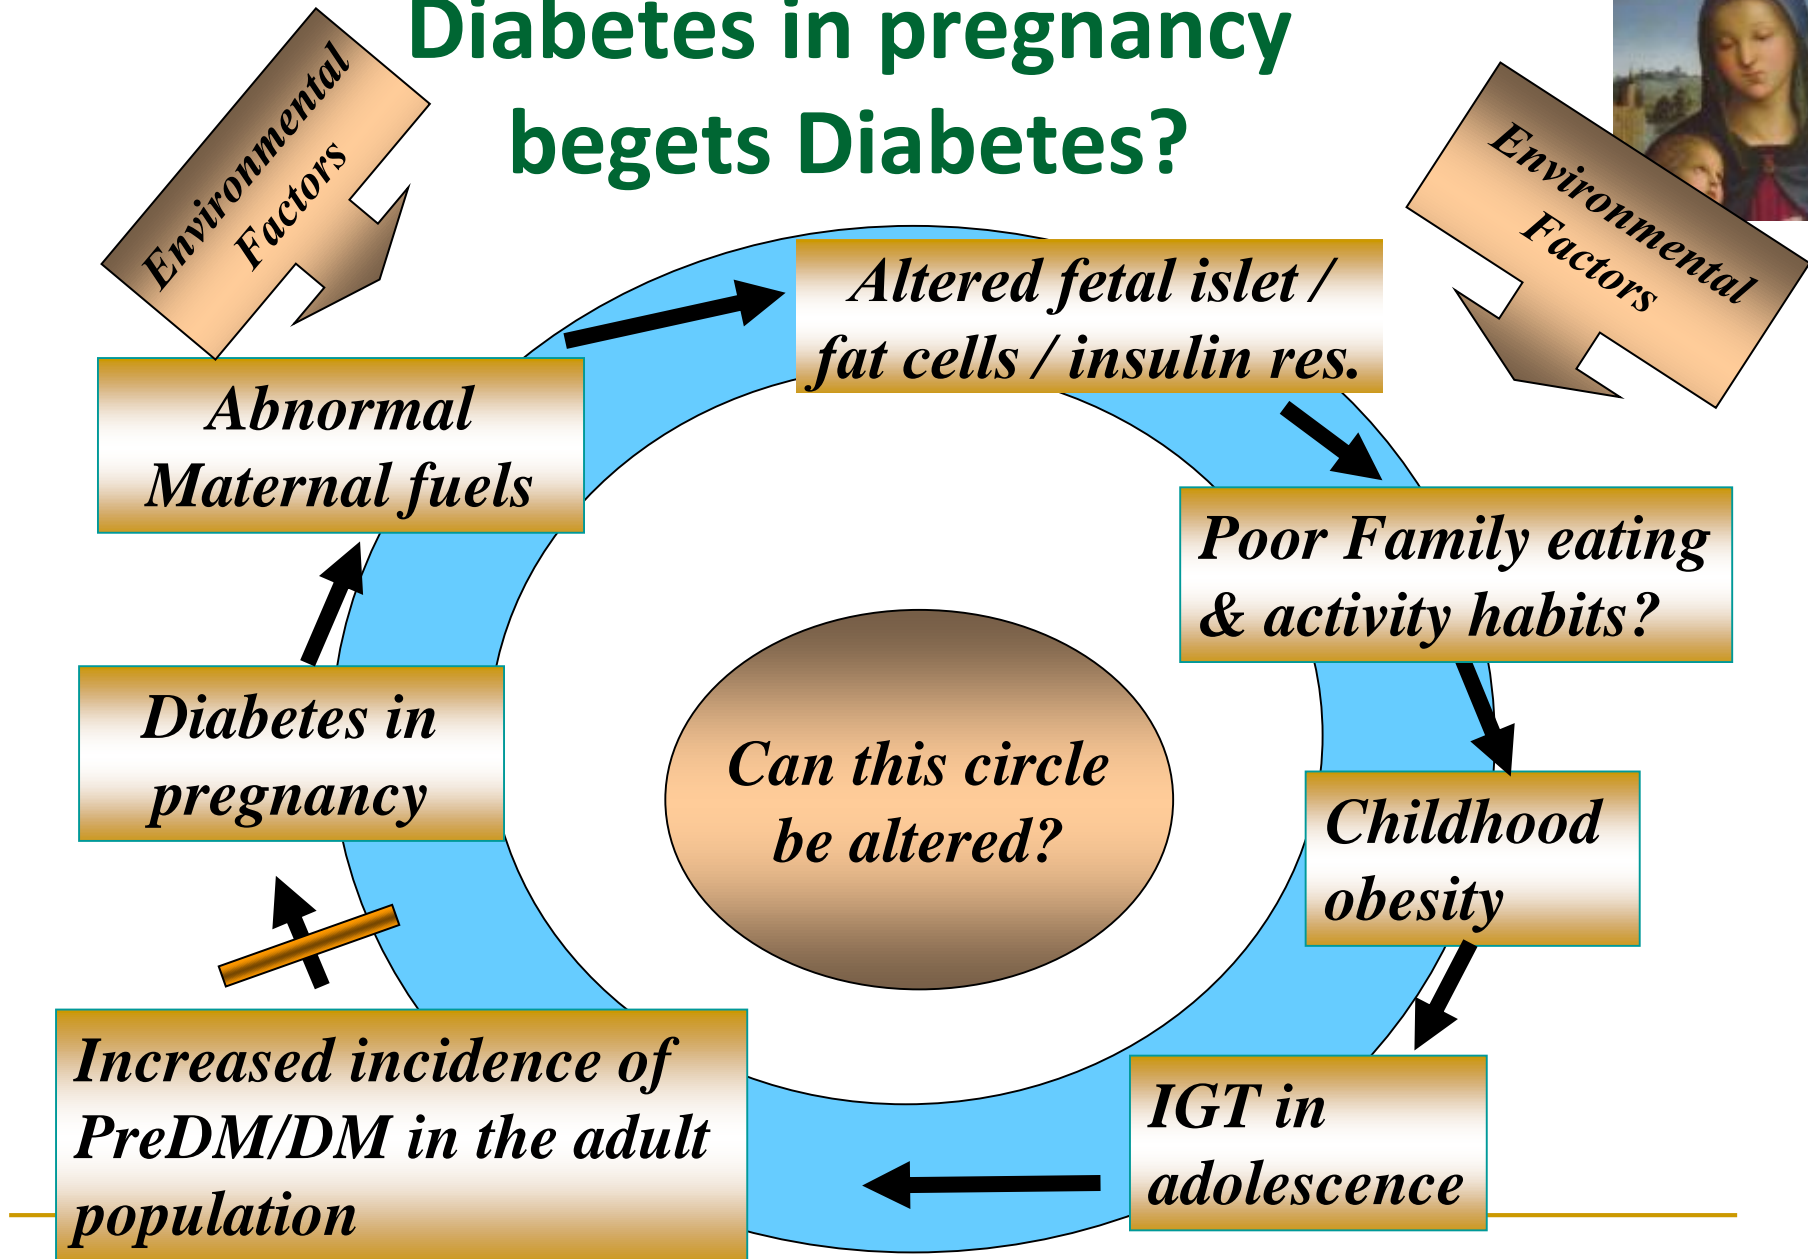 Diabetes in pregnancy
begets Diabetes?
Environmental
Factors
Environmental
Factors
Altered fetal islet /
fat cells / insulin res.
Abnormal
Maternal fuels
Poor Family eating
& activity habits?
Diabetes in
pregnancy
Can this circle
be altered?
Childhood
obesity
Increased incidence of
PreDM/DM in the adult
population
IGT in
adolescence